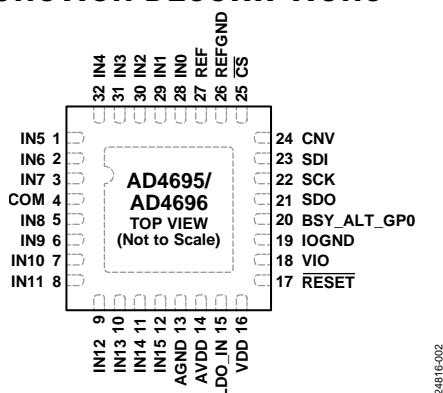 32 IN4
31 IN3
30 IN2
29 IN1
28 IN0
27 REF
26 REFGND
25 CS
IN5 1
IN6 2
IN7 3
COM 4
IN8 5
IN9 6
IN10 7
IN11 8
AD4695/
AD4696
TOP VIEW
(Not to Scale)
24 CNV
23 SDI
22 SCK
21 SDO
20 BSY_ALT_GP0
19 IOGND
18 VIO
17 RESET
IN12 9
IN13 10
IN14 11
IN15 12
AGND 13
AVDD 14
LDO_IN 15
VDD 16
24816-002